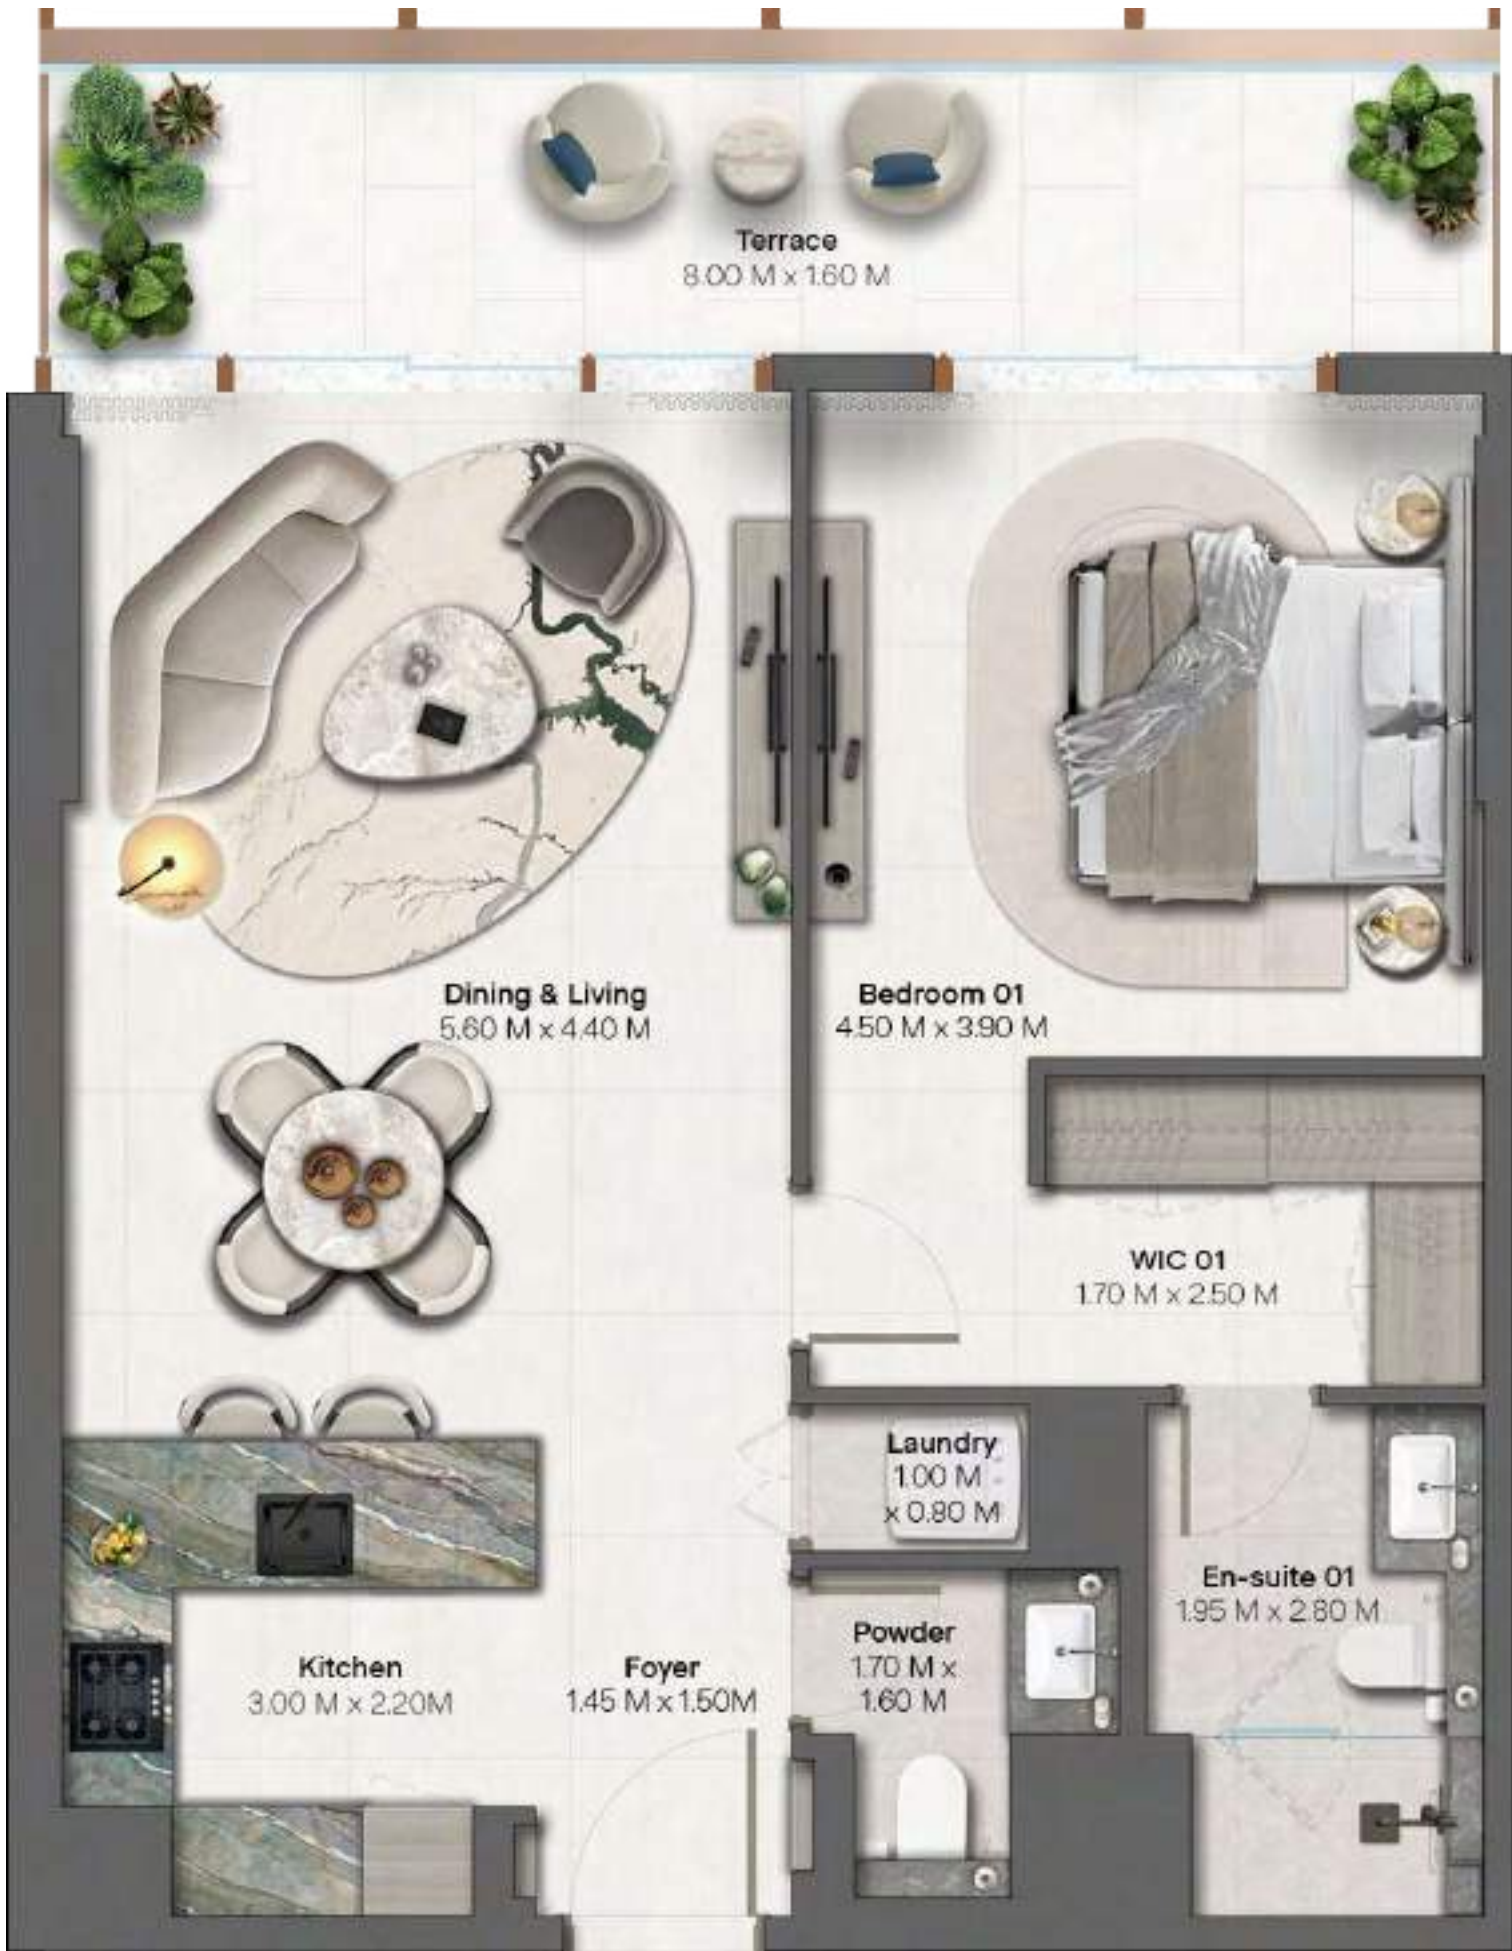 Terrace
8.00 M x 1.60 M
Dining & Living
5.60 M x 4.40 M
Bedroom 01
4.50 M x 3.90 M
WIC 01
1.70 M x 2.50 M
Laundry
1.00 M
x 0.80 M
En-suite 01
1.95 M x 2.80 M
Powder
1.70 M x
1.60 M
Kitchen
3.00 M x 2.20M
Foyer
1.45 M x 1.50M